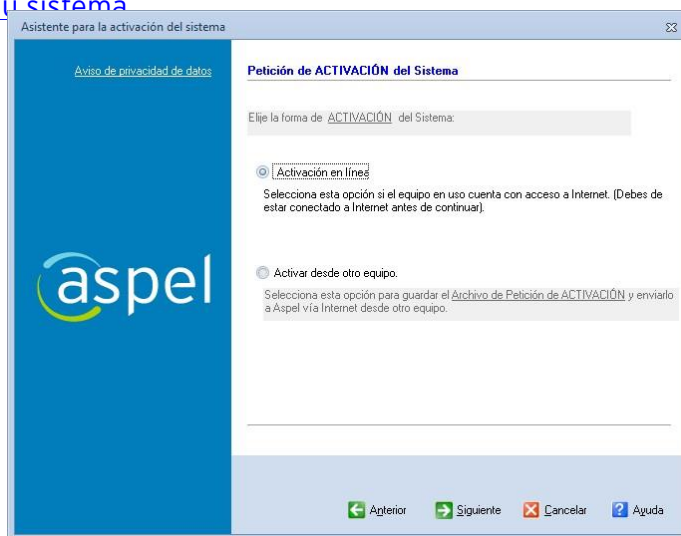 u sistema
Asistente para la activación del sistema
Aviso de privacidad de datos
Petición de ACTIVACIÓN del Sistema
Elije la forma de ACTIVACIÓN del Sistema:
Activación en línea
Selecciona esta opción si el equipo en uso cuenta con acceso a Internet. (Debes de
estar conectado a Internet antes de continuar).
aspel
Activar desde otro equipo.
Selecciona esta opción para guardar el Archivo de Petición de ACTIVACIÓN y enviarlo
a Aspel vía Internet desde otro equipo.
Anterior Siguiente Cancelar Ayuda